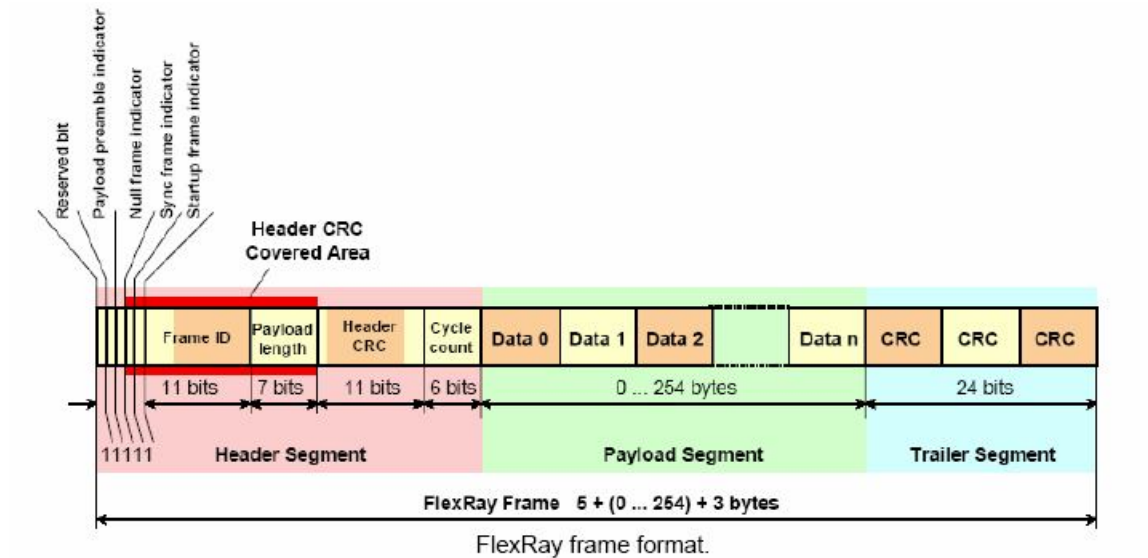 Reserved bit
Payload preamble indicator
Null frame indicator
Sync frame indicator
Startup frame indicator
Header CRC
Covered Area
Frame ID
Payload
length
Header
CRC
Cycle
count
Data 0
Data 1
Data 2
Data n
CRC
CRC
CRC
11 bits
7 bits
11 bits
6 bits
0 ... 254 bytes
24 bits
11111
Header Segment
Payload Segment
Trailer Segment
FlexRay Frame 5 + (0 ... 254) + 3 bytes
FlexRay frame format.